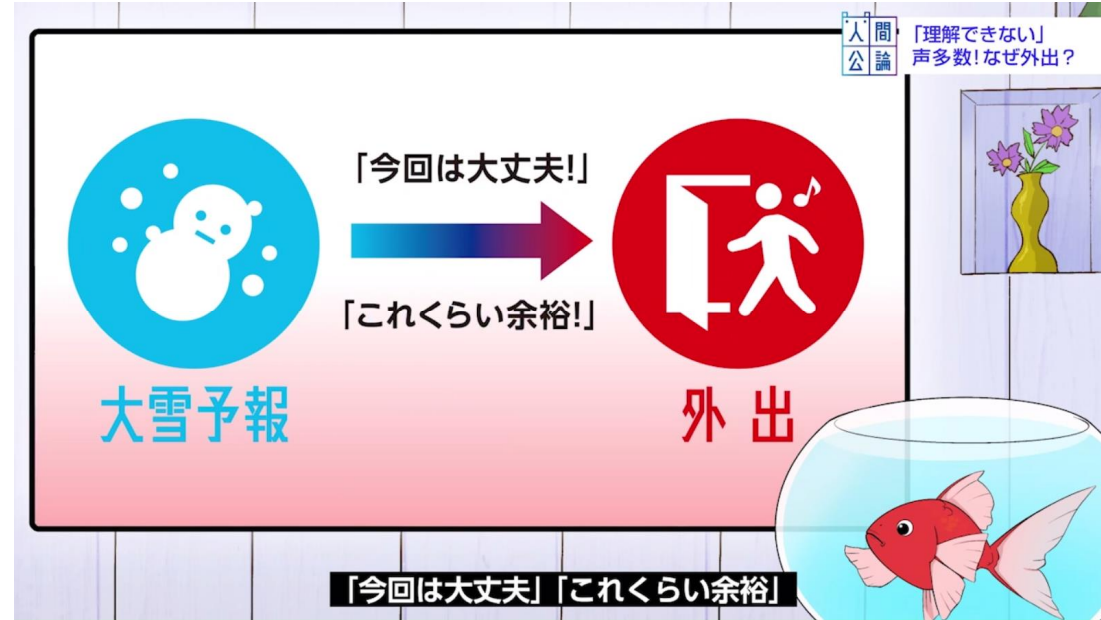 人間公論
「理解できない」
声多数!なぜ外出?
「今回は大丈夫!」
「これくらい余裕!」
大雪予報
外出
「今回は大丈夫」「これくらい余裕」